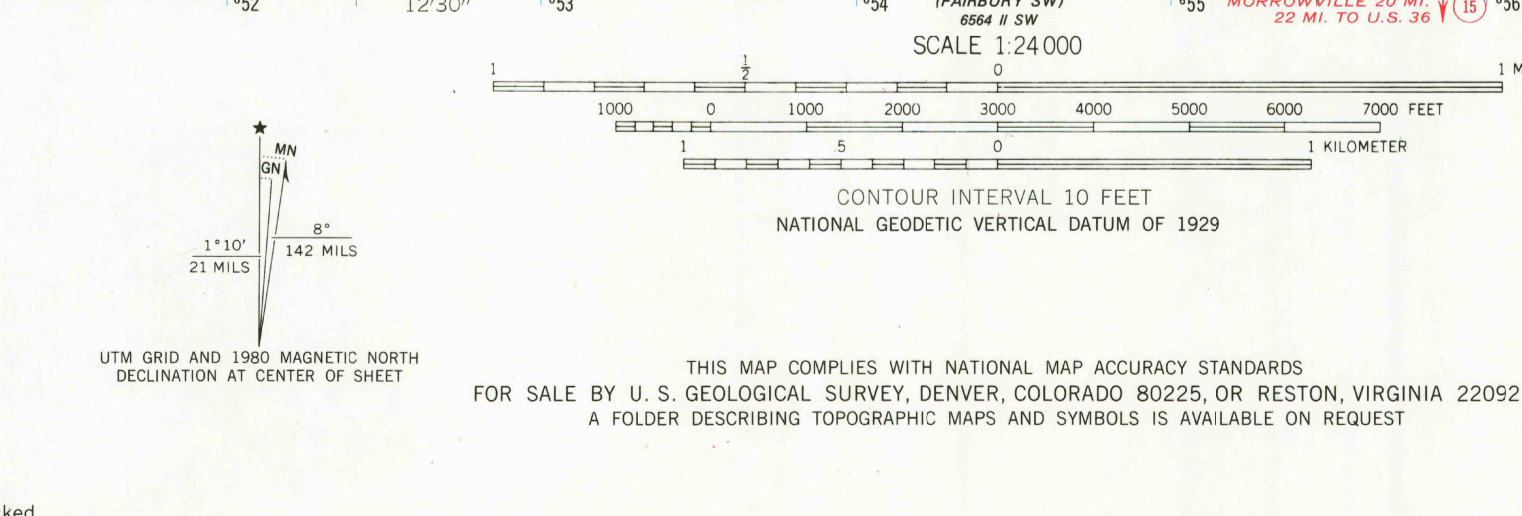 ⁶52 12'30" ⁶53 ⁶54 (FAIRBURY SW) ⁶55 MORROWVILLE 20 MI. 15 ⁶56
6564 II SW 22 MI. TO U.S. 36
SCALE 1:24 000
1 ½ 0 1 M
1000 0 1000 2000 3000 4000 5000 6000 7000 FEET
1 .5 0 1 KILOMETER
CONTOUR INTERVAL 10 FEET
NATIONAL GEODETIC VERTICAL DATUM OF 1929
★
MN
GN
1°10'
21 MILS
8°
142 MILS
UTM GRID AND 1980 MAGNETIC NORTH
DECLINATION AT CENTER OF SHEET
THIS MAP COMPLIES WITH NATIONAL MAP ACCURACY STANDARDS
FOR SALE BY U. S. GEOLOGICAL SURVEY, DENVER, COLORADO 80225, OR RESTON, VIRGINIA 22092
A FOLDER DESCRIBING TOPOGRAPHIC MAPS AND SYMBOLS IS AVAILABLE ON REQUEST